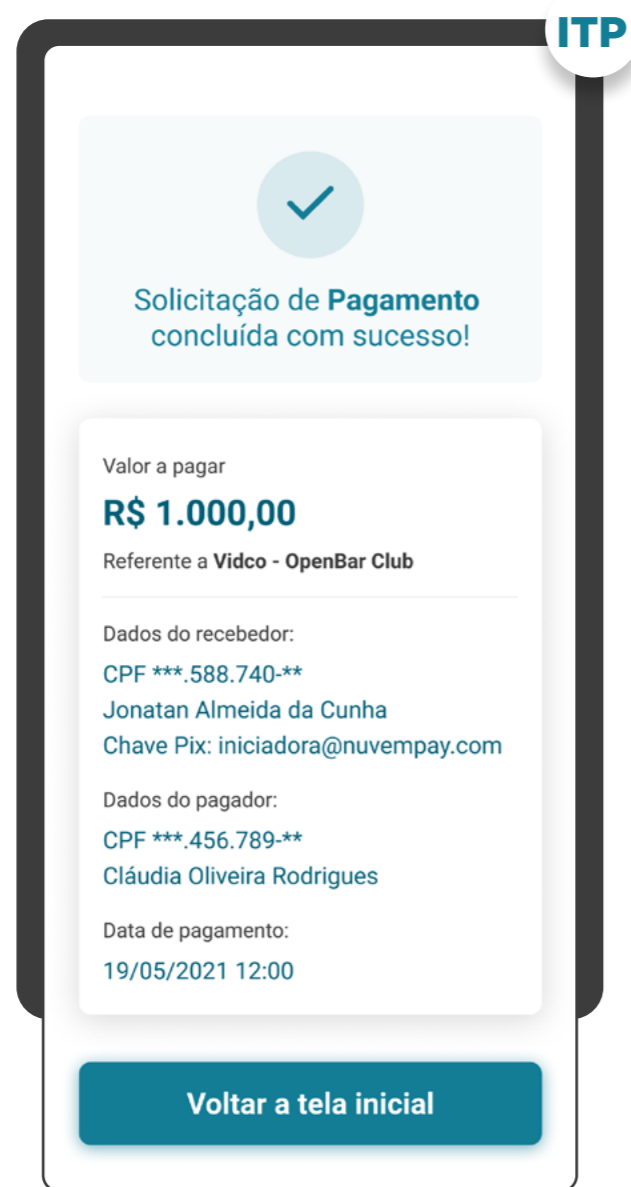 ITP
Solicitação de Pagamento
concluída com sucesso!
Valor a pagar
R$ 1.000,00
Referente a Vidco - OpenBar Club
Dados do recebedor:
CPF ***.588.740-**
Jonatan Almeida da Cunha
Chave Pix: iniciadora@nuvempay.com
Dados do pagador:
CPF ***.456.789-**
Cláudia Oliveira Rodrigues
Data de pagamento:
19/05/2021 12:00
Voltar a tela inicial